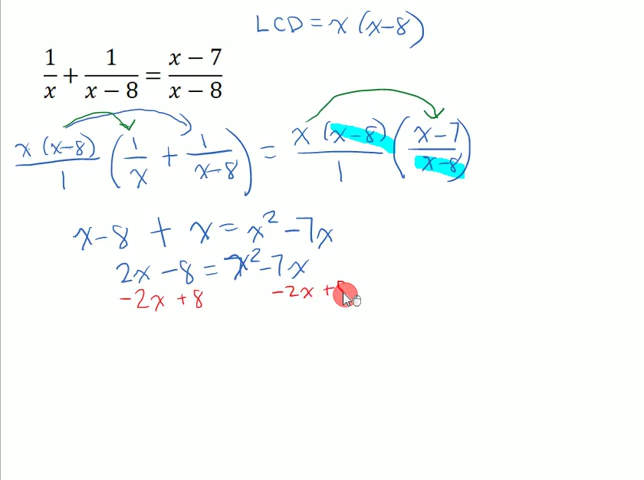 LCD = x (x-8)
1/x + 1/(x − 8) = (x − 7)/(x − 8)
x (x-8)/1 (1/x + 1/(x-8)) = x (x-8)/1 ((x-7)/(x-8))
x-8 + x = x² -7x
2x -8 = x² -7x
-2x +8 -2x +